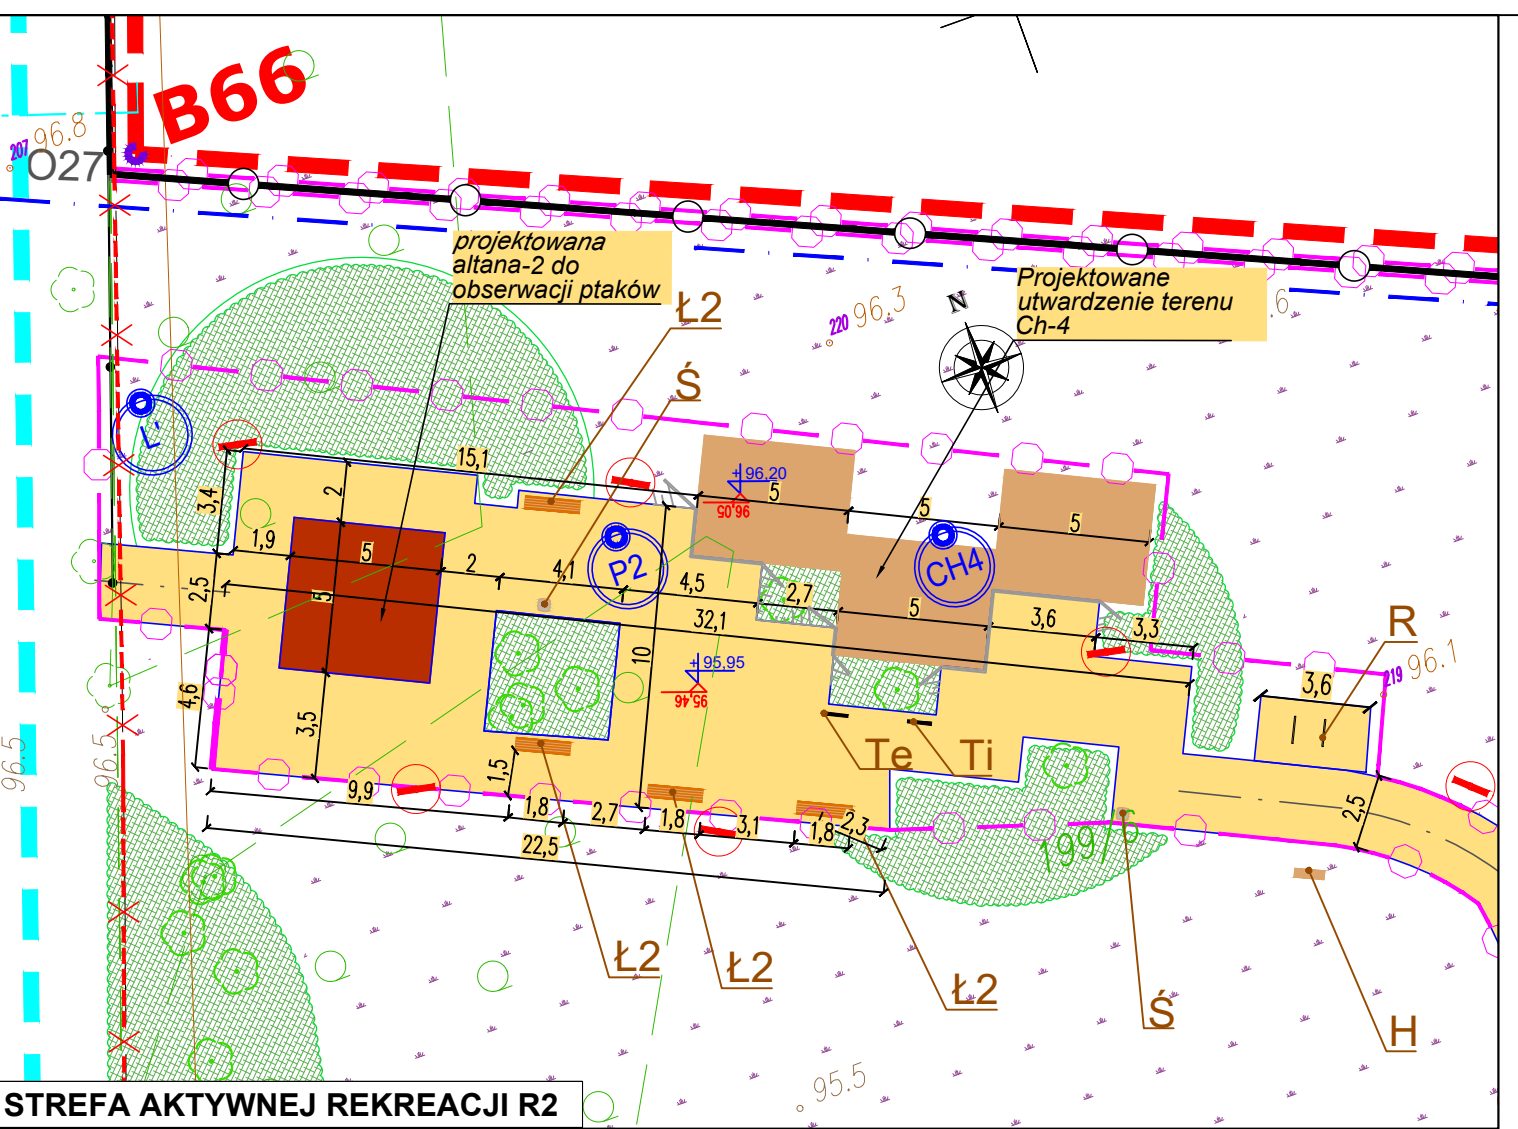 B66
207
96.8
O27
projektowana
altana-2 do
obserwacji ptaków
Projektowane
utwardzenie terenu
Ch-4
N
220 96.3
.6
Ł2
Ś
L'
15,1
+96,20
96,05
5
5
5
3,4
2
1,9
5
2
4,1
P2
4,5
2,7
CH4
5
3,6
3,3
2,5
5
32,1
10
+95,95
95,46
R
219 96.1
3,6
4,6
3,5
Te
Ti
96.5
96.5
1,5
9,9
1,8
2,7
1,8
3,1
1,8
2,3
2,5
22,5
199/6
Ł2
Ł2
Ł2
Ś
H
95.5
STREFA AKTYWNEJ REKREACJI R2